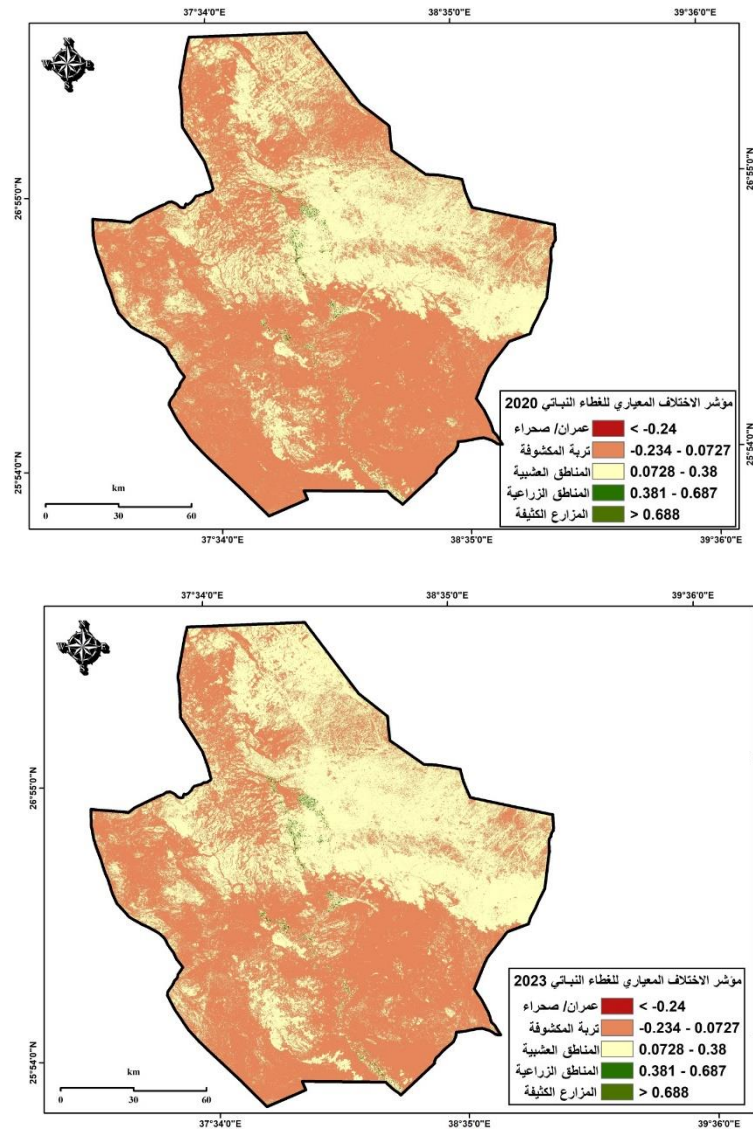 37°34'0"E 38°35'0"E 39°36'0"E
26°55'0"N 26°55'0"N
25°54'0"N 25°54'0"N
مؤشر الاختلاف المعياري للغطاء النباتي 2020
عمران/ صحراء < -0.24
تربة المكشوفة -0.234 - 0.0727
المناطق العشبية 0.0728 - 0.38
المناطق الزراعية 0.381 - 0.687
المزارع الكثيفة > 0.688
km
0 30 60
37°34'0"E 38°35'0"E 39°36'0"E
37°34'0"E 38°35'0"E
26°55'0"N
25°54'0"N
مؤشر الاختلاف المعياري للغطاء النباتي 2023
عمران/ صحراء < -0.24
تربة المكشوفة -0.234 - 0.0727
المناطق العشبية 0.0728 - 0.38
المناطق الزراعية 0.381 - 0.687
المزارع الكثيفة > 0.688
km
0 30 60
37°34'0"E 38°35'0"E 39°36'0"E